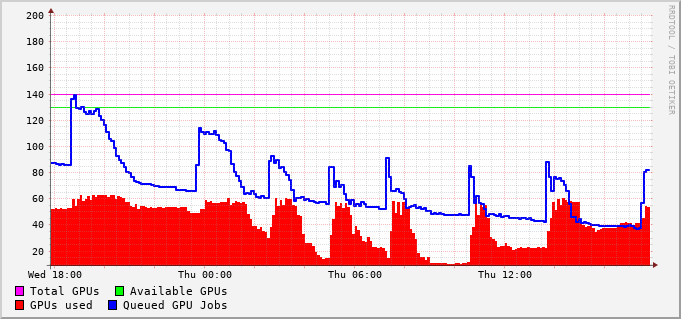 200
180
160
140
120
100
80
60
40
20
Wed 18:00 Thu 00:00 Thu 06:00 Thu 12:00
Total GPUs Available GPUs
GPUs used Queued GPU Jobs
RRDTOOL / TOBI OETIKER